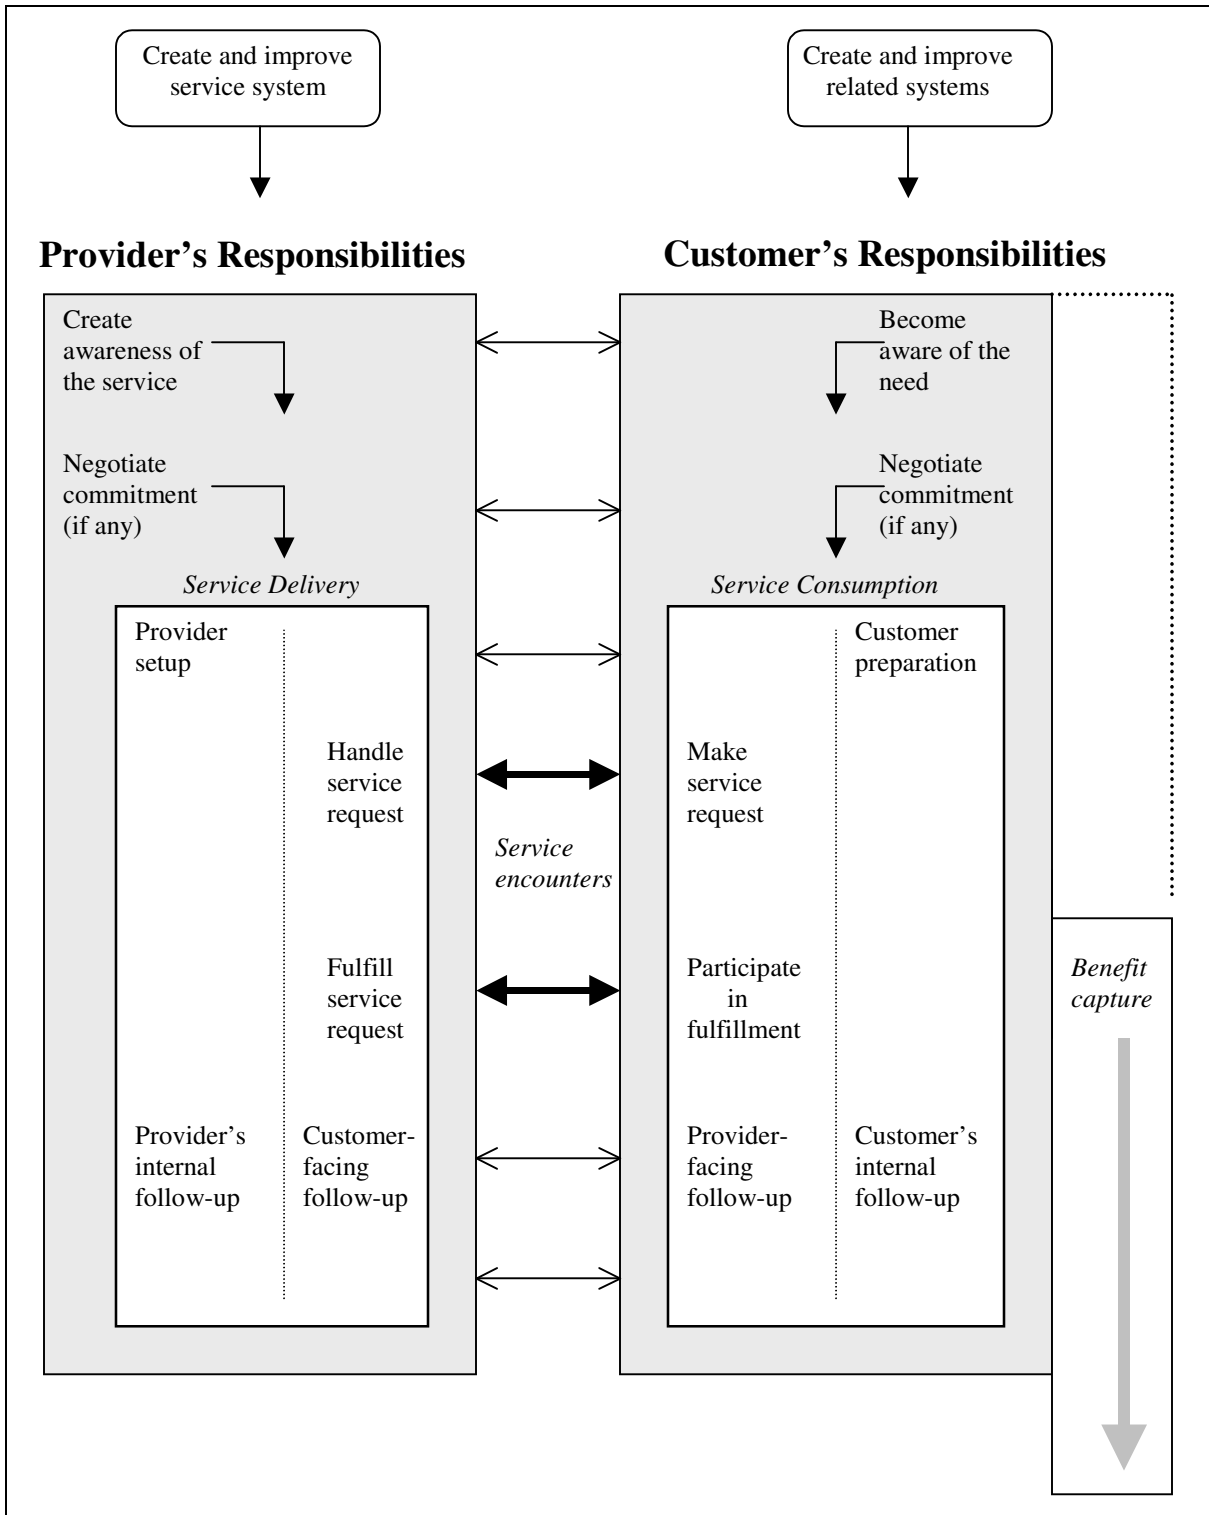 Create and improve
service system
Create and improve
related systems
Provider’s Responsibilities
Customer’s Responsibilities
Create
awareness of
the service
Become
aware of the
need
Negotiate
commitment
(if any)
Negotiate
commitment
(if any)
Service Delivery
Service Consumption
Provider
setup
Customer
preparation
Handle
service
request
Make
service
request
Service
encounters
Fulfill
service
request
Participate
in
fulfillment
Benefit
capture
Provider’s
internal
follow-up
Customer-
facing
follow-up
Provider-
facing
follow-up
Customer’s
internal
follow-up